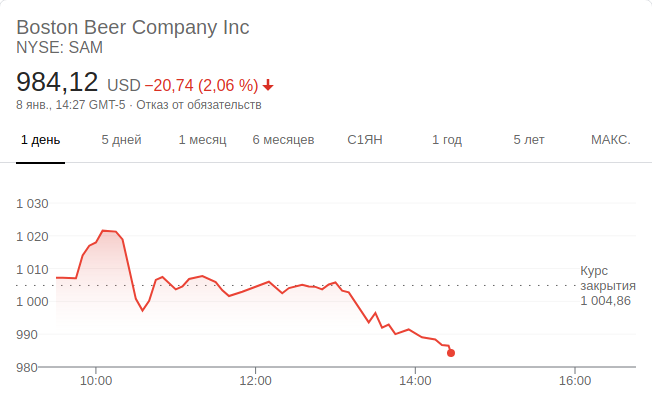 Boston Beer Company Inc
NYSE: SAM
984,12 USD −20,74 (2,06 %)
8 янв., 14:27 GMT-5 · Отказ от обязательств
1 день 5 дней 1 месяц 6 месяцев С1ЯН 1 год 5 лет МАКС.
1 030
1 020
1 010
Курс
закрытия
1 004,86
1 000
990
980
10:00 12:00 14:00 16:00